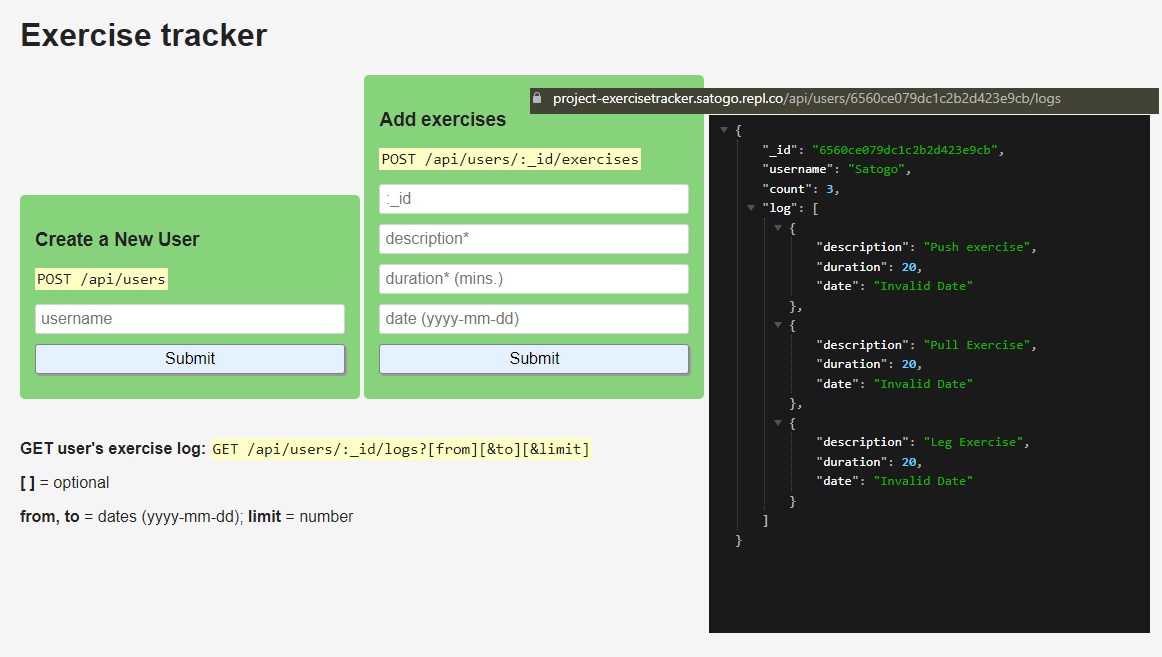 Exercise tracker
Create a New User
POST /api/users
username
Submit
Add exercises
POST /api/users/:_id/exercises
:_id
description*
duration* (mins.)
date (yyyy-mm-dd)
Submit
GET user's exercise log: GET /api/users/:_id/logs?[from][&to][&limit]
[ ] = optional
from, to = dates (yyyy-mm-dd); limit = number
project-exercisetracker.satogo.repl.co/api/users/6560ce079dc1c2b2d423e9cb/logs
{
"_id": "6560ce079dc1c2b2d423e9cb",
"username": "Satogo",
"count": 3,
"log": [
{
"description": "Push exercise",
"duration": 20,
"date": "Invalid Date"
},
{
"description": "Pull Exercise",
"duration": 20,
"date": "Invalid Date"
},
{
"description": "Leg Exercise",
"duration": 20,
"date": "Invalid Date"
}
]
}